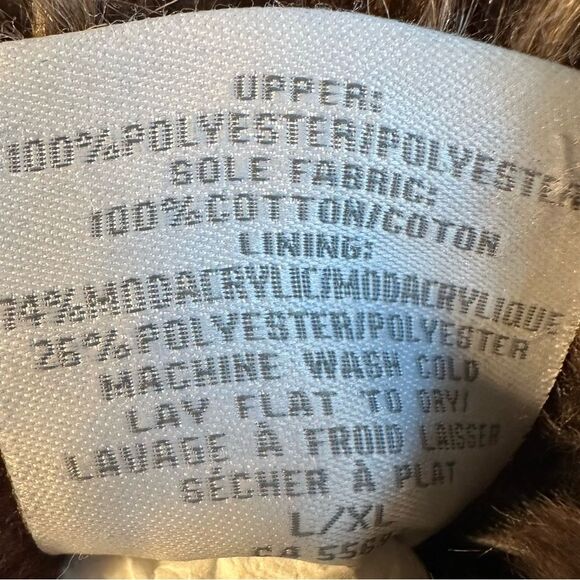 UPPER:
100%POLYESTER/POLYESTER
SOLE FABRIC:
100%COTTON/COTON
LINING:
74%MODACRYLIC/MODACRYLIQUE
26%POLYESTER/POLYESTER
MACHINE WASH COLD
LAY FLAT TO DRY/
LAVAGE À FROID LAISSER
SÉCHER À PLAT
L/XL
CA